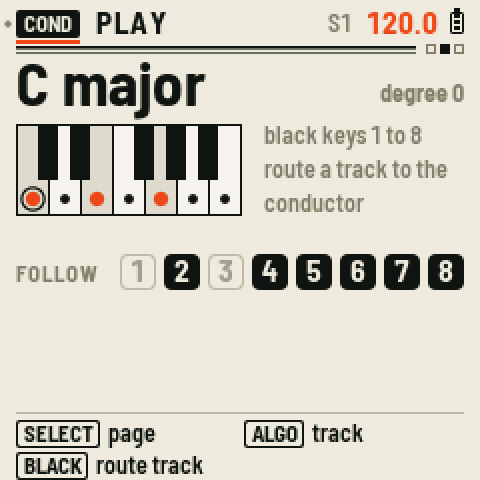 COND PLAY S1 120.0
C major degree 0
black keys 1 to 8
route a track to the
conductor
FOLLOW 1 2 3 4 5 6 7 8
SELECT page ALGO track
BLACK route track